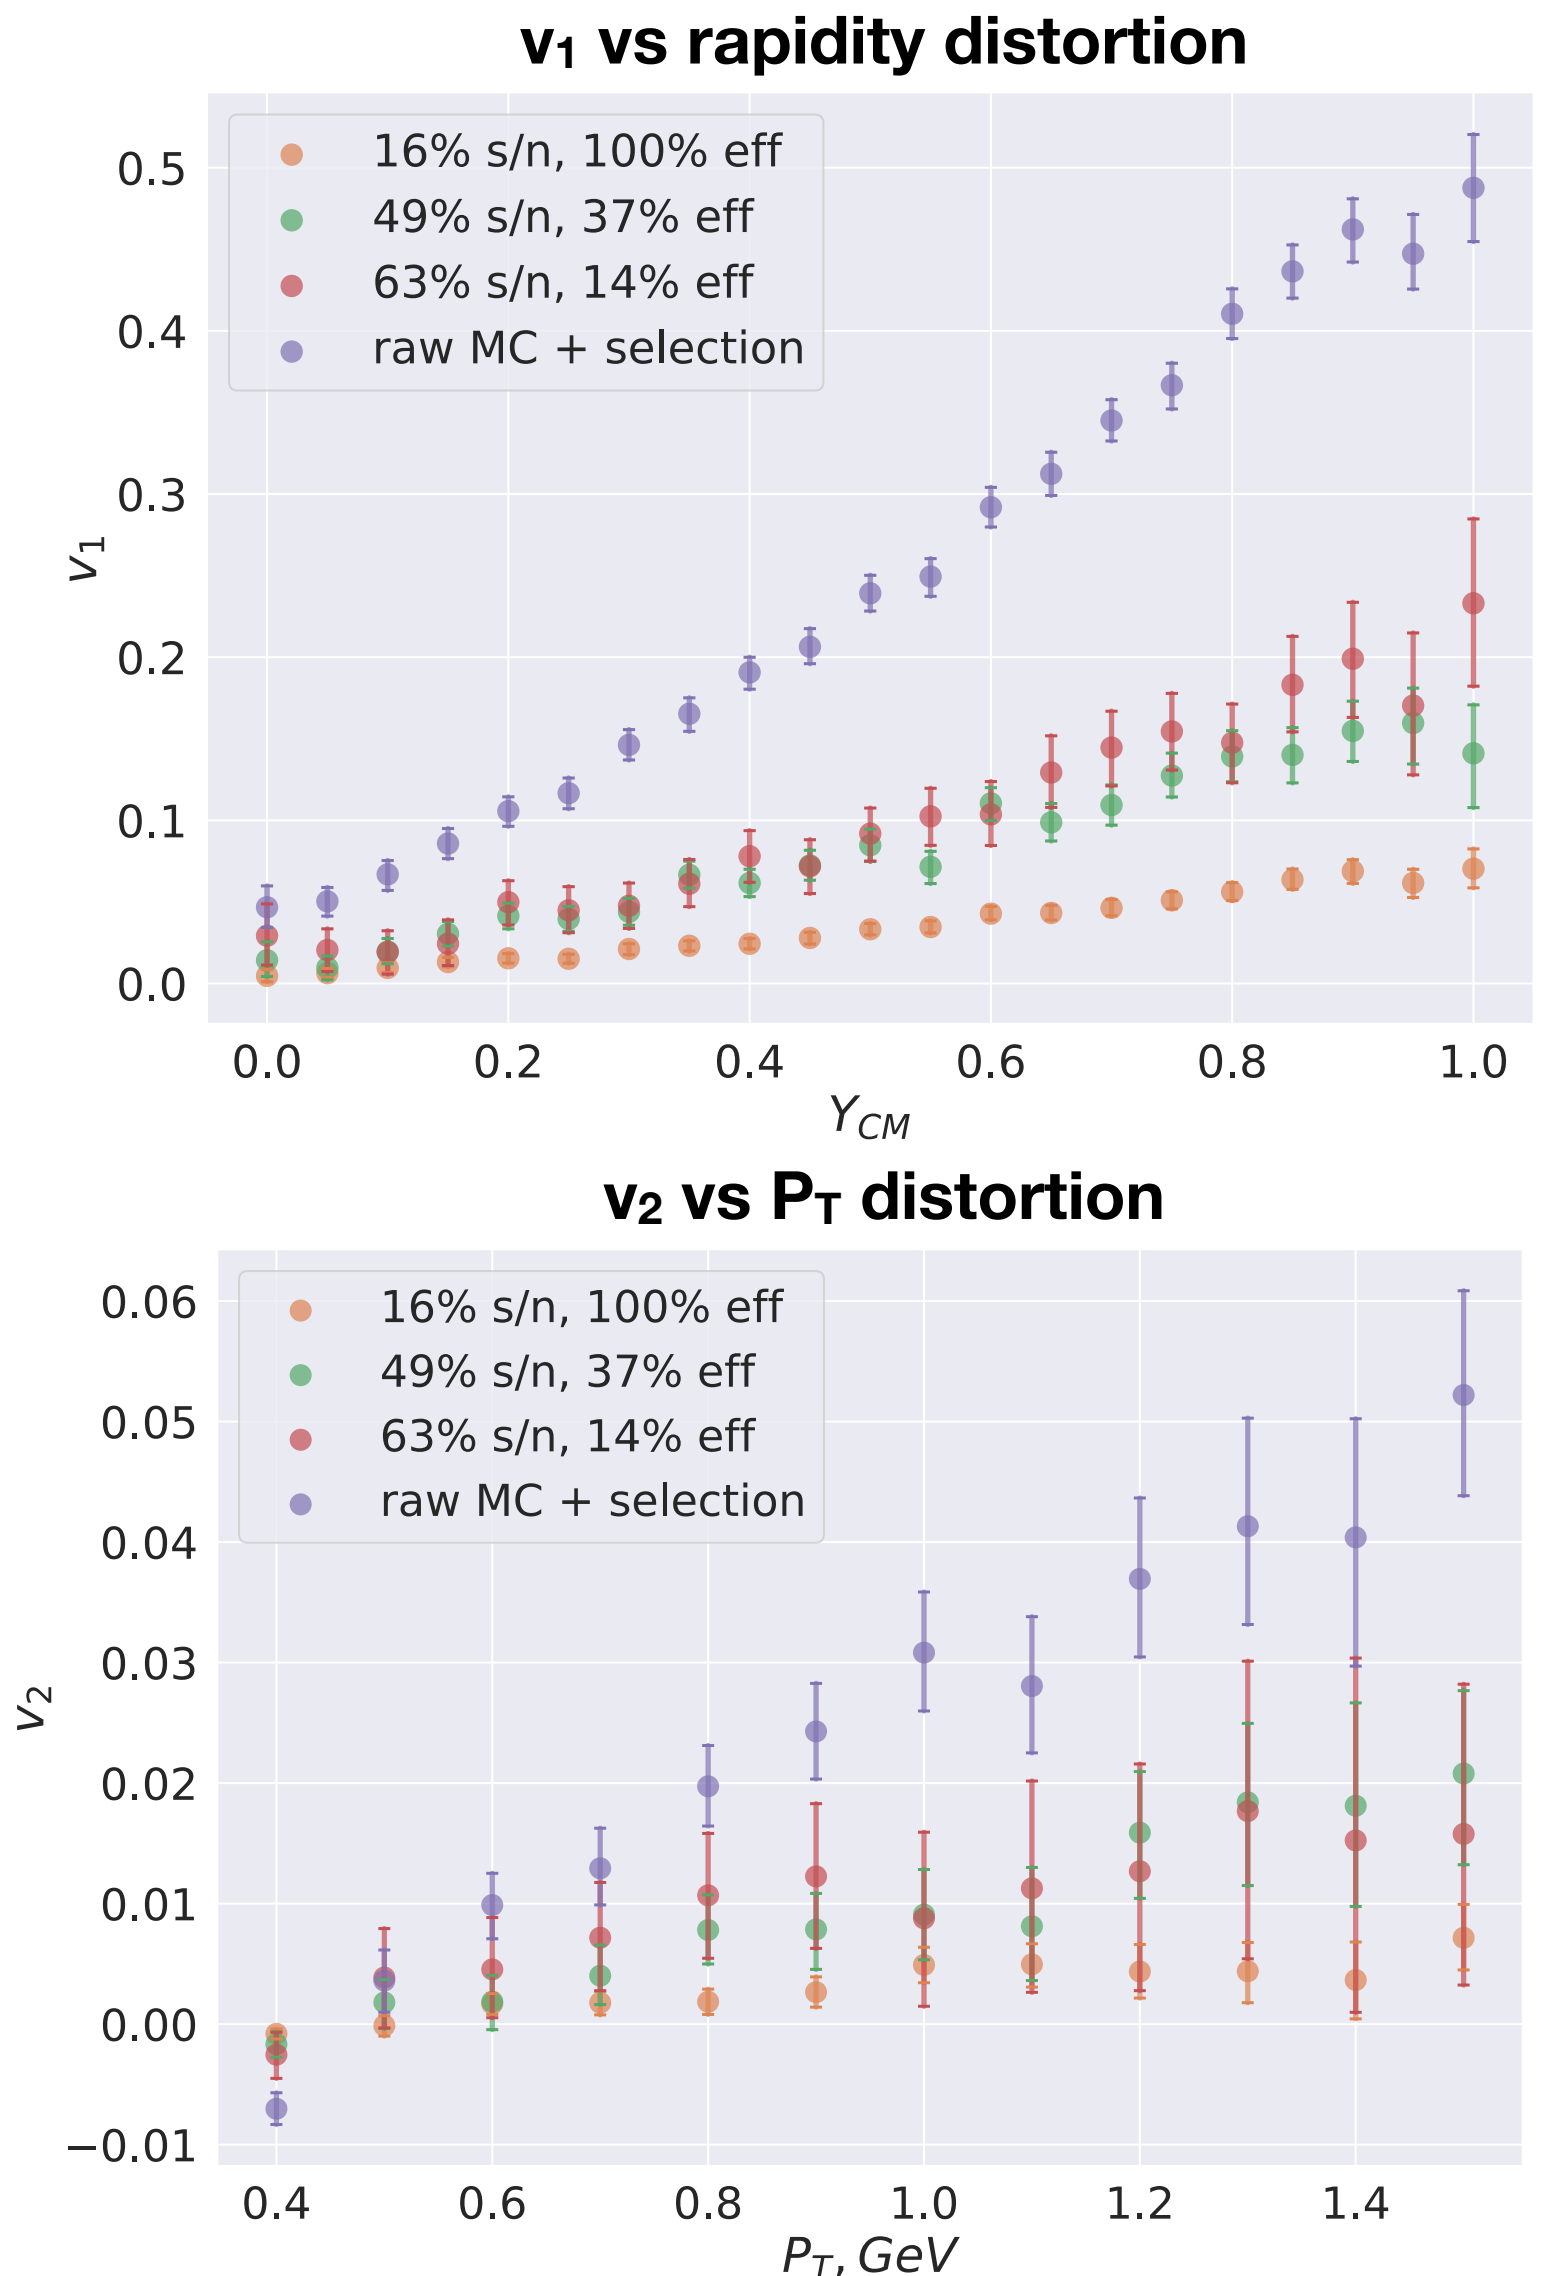 v₁ vs rapidity distortion
16% s/n, 100% eff
49% s/n, 37% eff
63% s/n, 14% eff
raw MC + selection
0.5
0.4
0.3
0.2
0.1
0.0
v₁
0.0 0.2 0.4 0.6 0.8 1.0
Y_CM
v₂ vs P_T distortion
16% s/n, 100% eff
49% s/n, 37% eff
63% s/n, 14% eff
raw MC + selection
0.06
0.05
0.04
0.03
0.02
0.01
0.00
−0.01
v₂
0.4 0.6 0.8 1.0 1.2 1.4
P_T, GeV